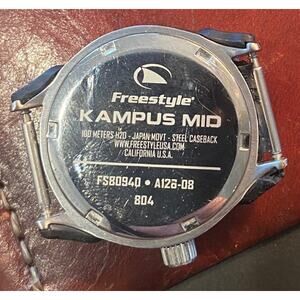 Freestyle®
KAMPUS MID
100 METERS H2O - JAPAN MOVT - STEEL CASEBACK
WWW.FREESTYLEUSA.COM
CALIFORNIA U.S.A.
FS80940 • A126-08
804